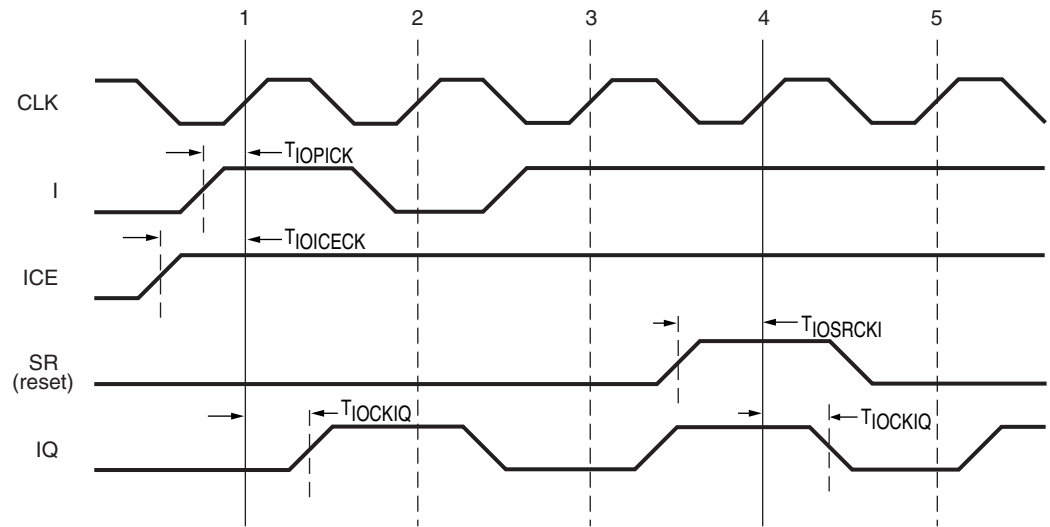 1 2 3 4 5
CLK
TIOPICK
I
TIOICECK
ICE
TIOSRCKI
SR
(reset)
TIOCKIQ TIOCKIQ
IQ